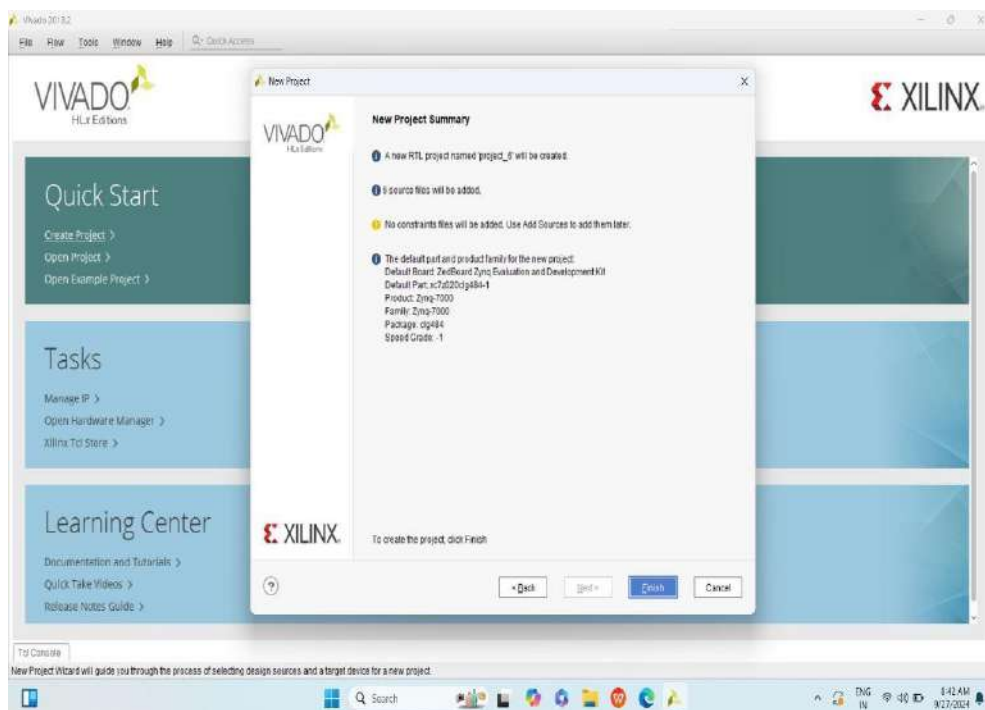 Vivado 2018.2
File Flow Tools Window Help Q- Quick Access
VIVADO
HLx Editions
XILINX
Quick Start
Create Project >
Open Project >
Open Example Project >
Tasks
Manage IP >
Open Hardware Manager >
Xilinx Tcl Store >
Learning Center
Documentation and Tutorials >
Quick Take Videos >
Release Notes Guide >
New Project
X
VIVADO
HLx Editions
New Project Summary
A new RTL project named 'project_6' will be created.
source files will be added.
No constraints files will be added. Use Add Sources to add them later.
The default part and product family for the new project:
Default Board: ZedBoard Zynq Evaluation and Development Kit
Default Part: xc7z020clg484-1
Product: Zynq-7000
Family: Zynq-7000
Package: clg484
Speed Grade: -1
XILINX
To create the project, click Finish
?
< Back Next > Finish Cancel
Tcl Console
New Project Wizard will guide you through the process of selecting design sources and a target device for a new project
Search
ENG
IN
8:42 AM
9/27/2024